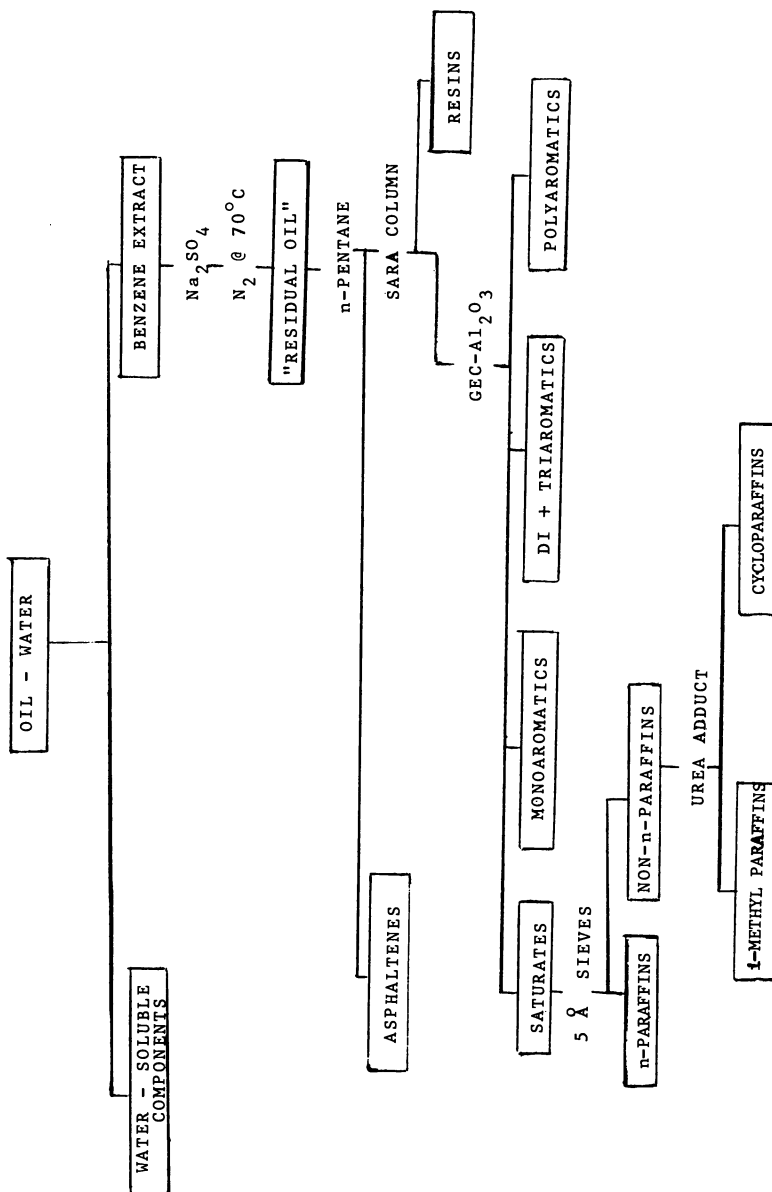 OIL - WATER
WATER - SOLUBLE
COMPONENTS
BENZENE EXTRACT
Na₂SO₄
N₂ @ 70°C
"RESIDUAL OIL"
n-PENTANE
ASPHALTENES
SARA COLUMN
RESINS
GEC-Al₂O₃
SATURATES
MONOAROMATICS
DI + TRIAROMATICS
POLYAROMATICS
5 Å SIEVES
n-PARAFFINS
NON-n-PARAFFINS
UREA ADDUCT
i-METHYL PARAFFINS
CYCLOPARAFFINS